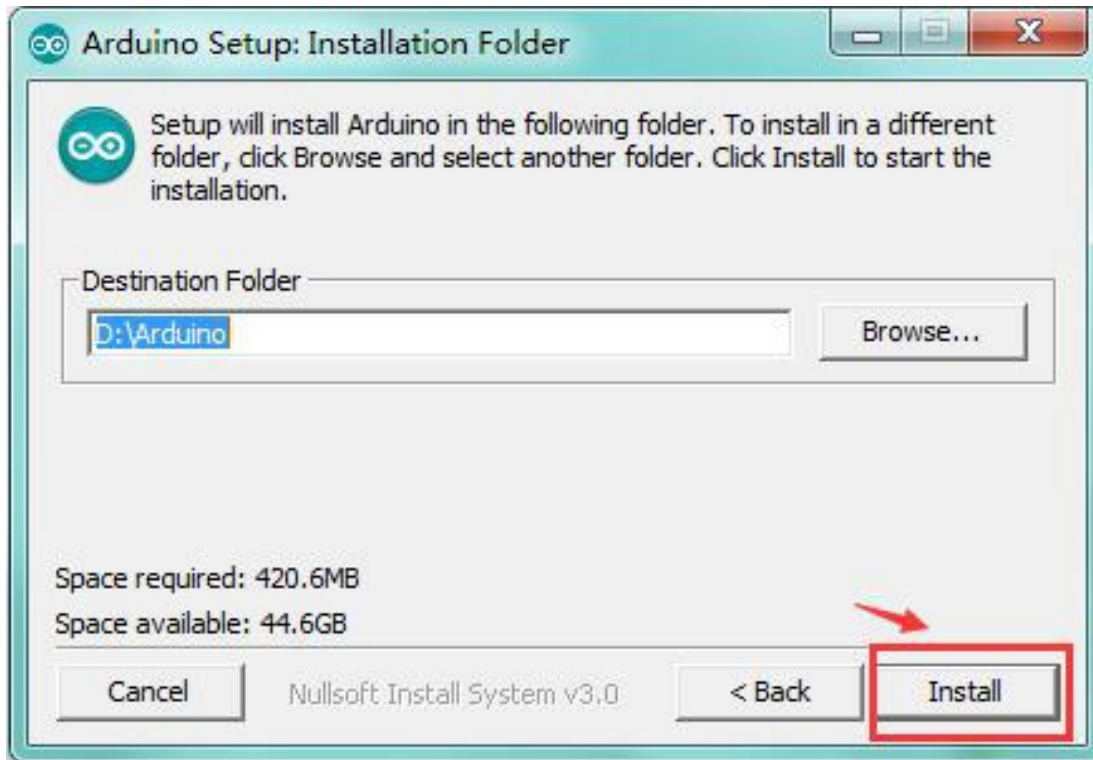 Arduino Setup: Installation Folder
Setup will install Arduino in the following folder. To install in a different
folder, click Browse and select another folder. Click Install to start the
installation.
Destination Folder
D:\Arduino
Browse...
Space required: 420.6MB
Space available: 44.6GB
Cancel
Nullsoft Install System v3.0
< Back
Install